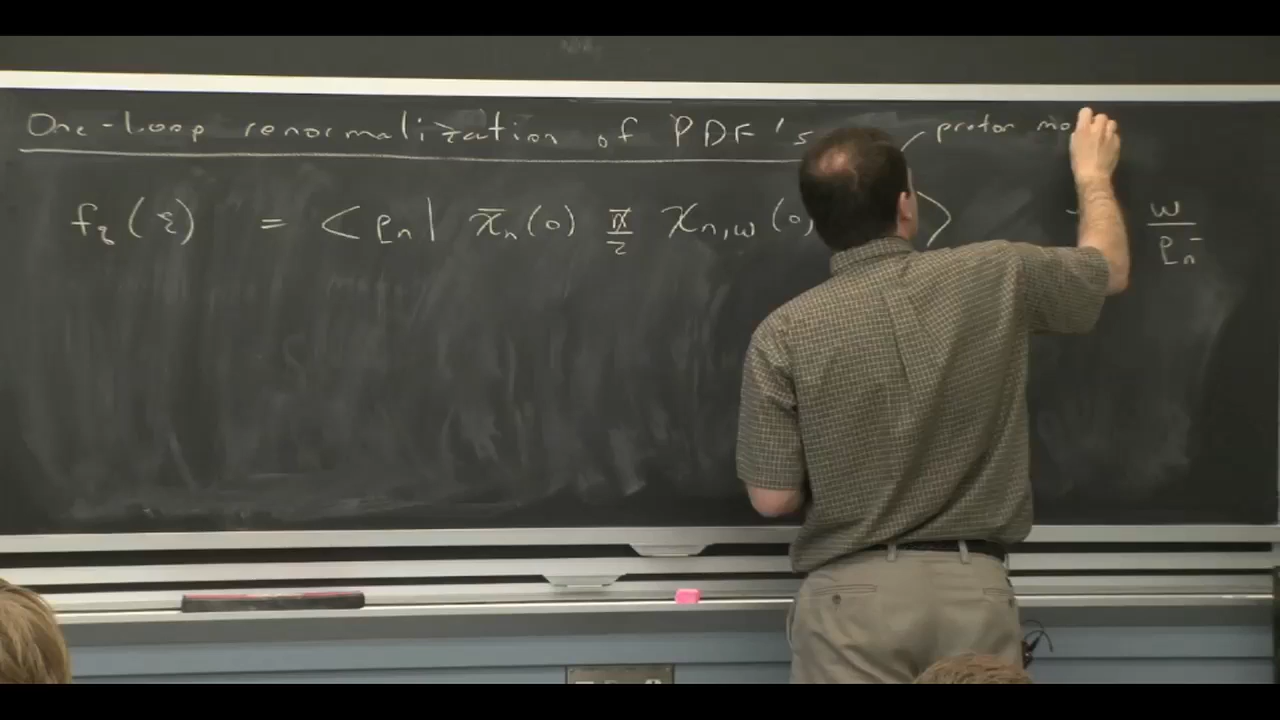 One-Loop renormalization of PDF's
proton mo
f_q(ξ) = < p_n | χ̄_n(0) n̸̄/2 χ_{n,w}(0) >
w/p_n^-